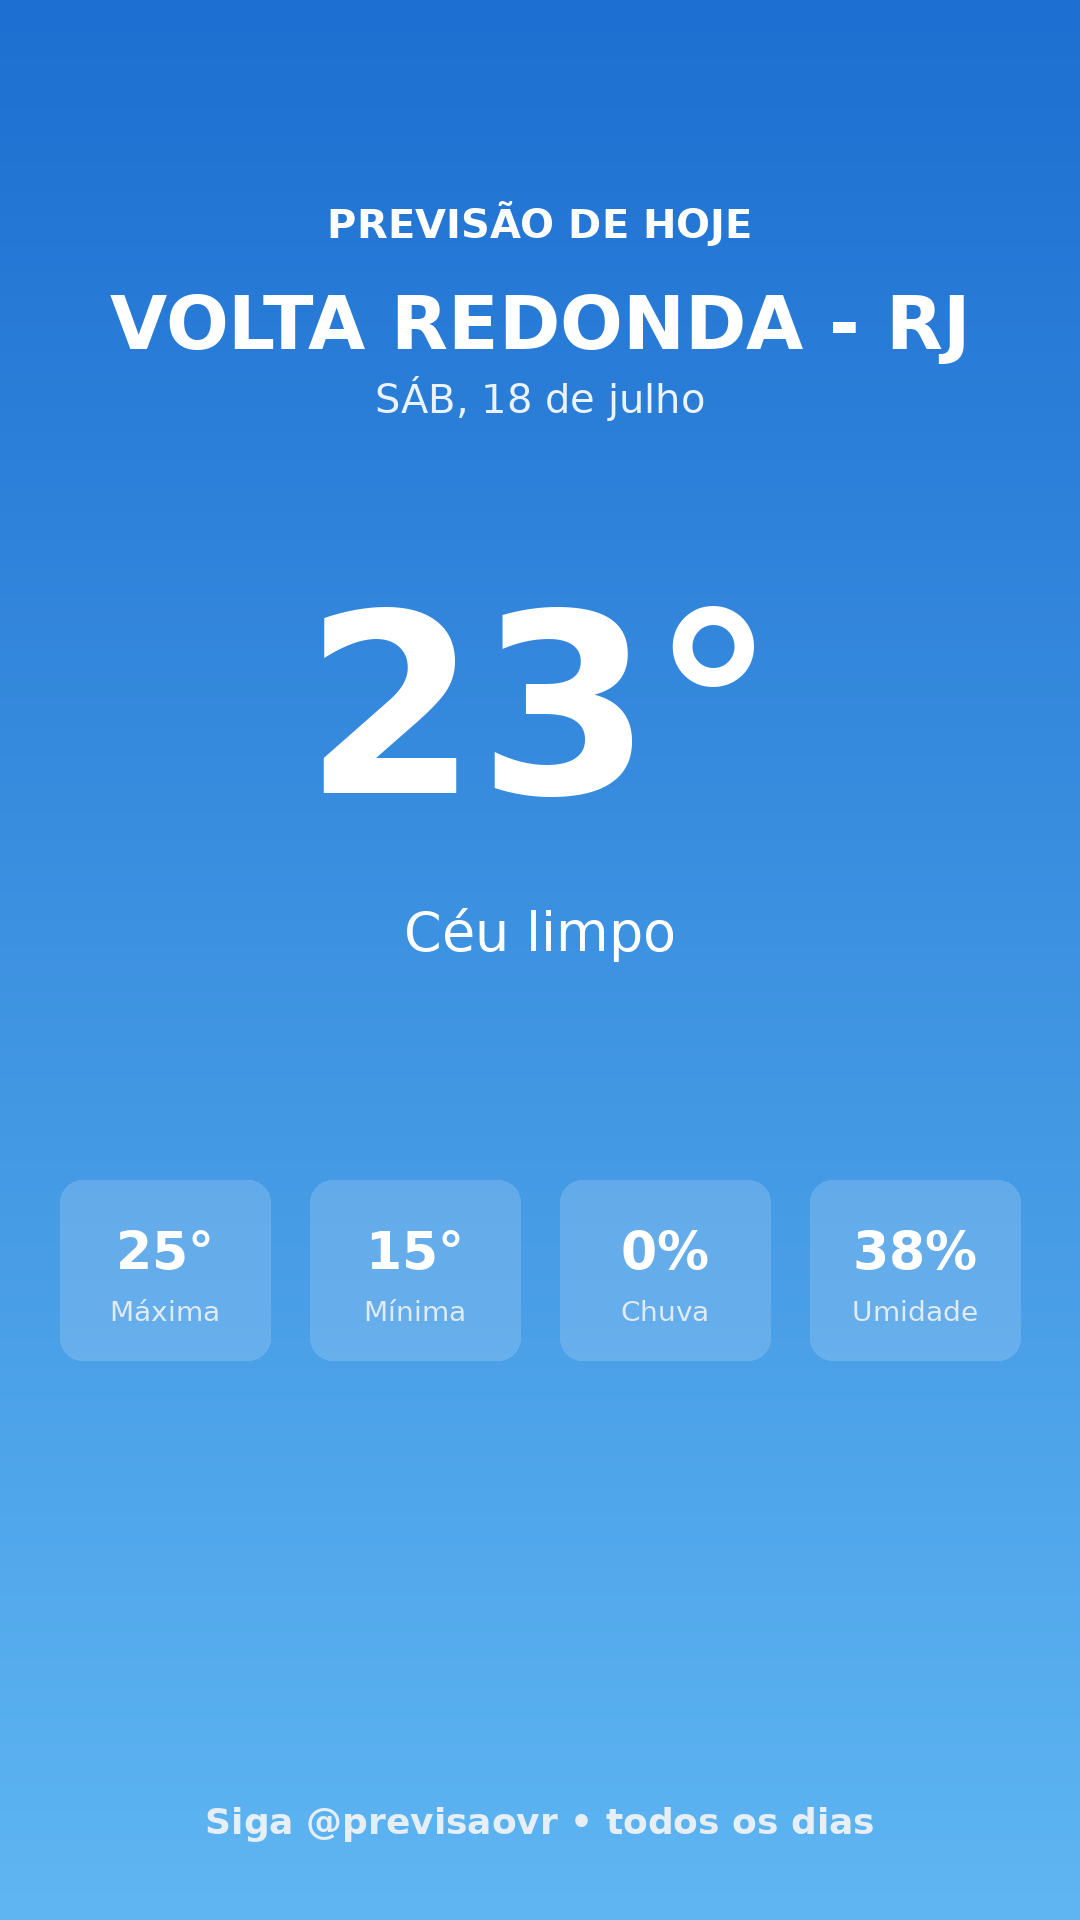 PREVISÃO DE HOJE
VOLTA REDONDA - RJ
SÁB, 18 de julho
23°
Céu limpo
25°
Máxima
15°
Mínima
0%
Chuva
38%
Umidade
Siga @previsaovr • todos os dias